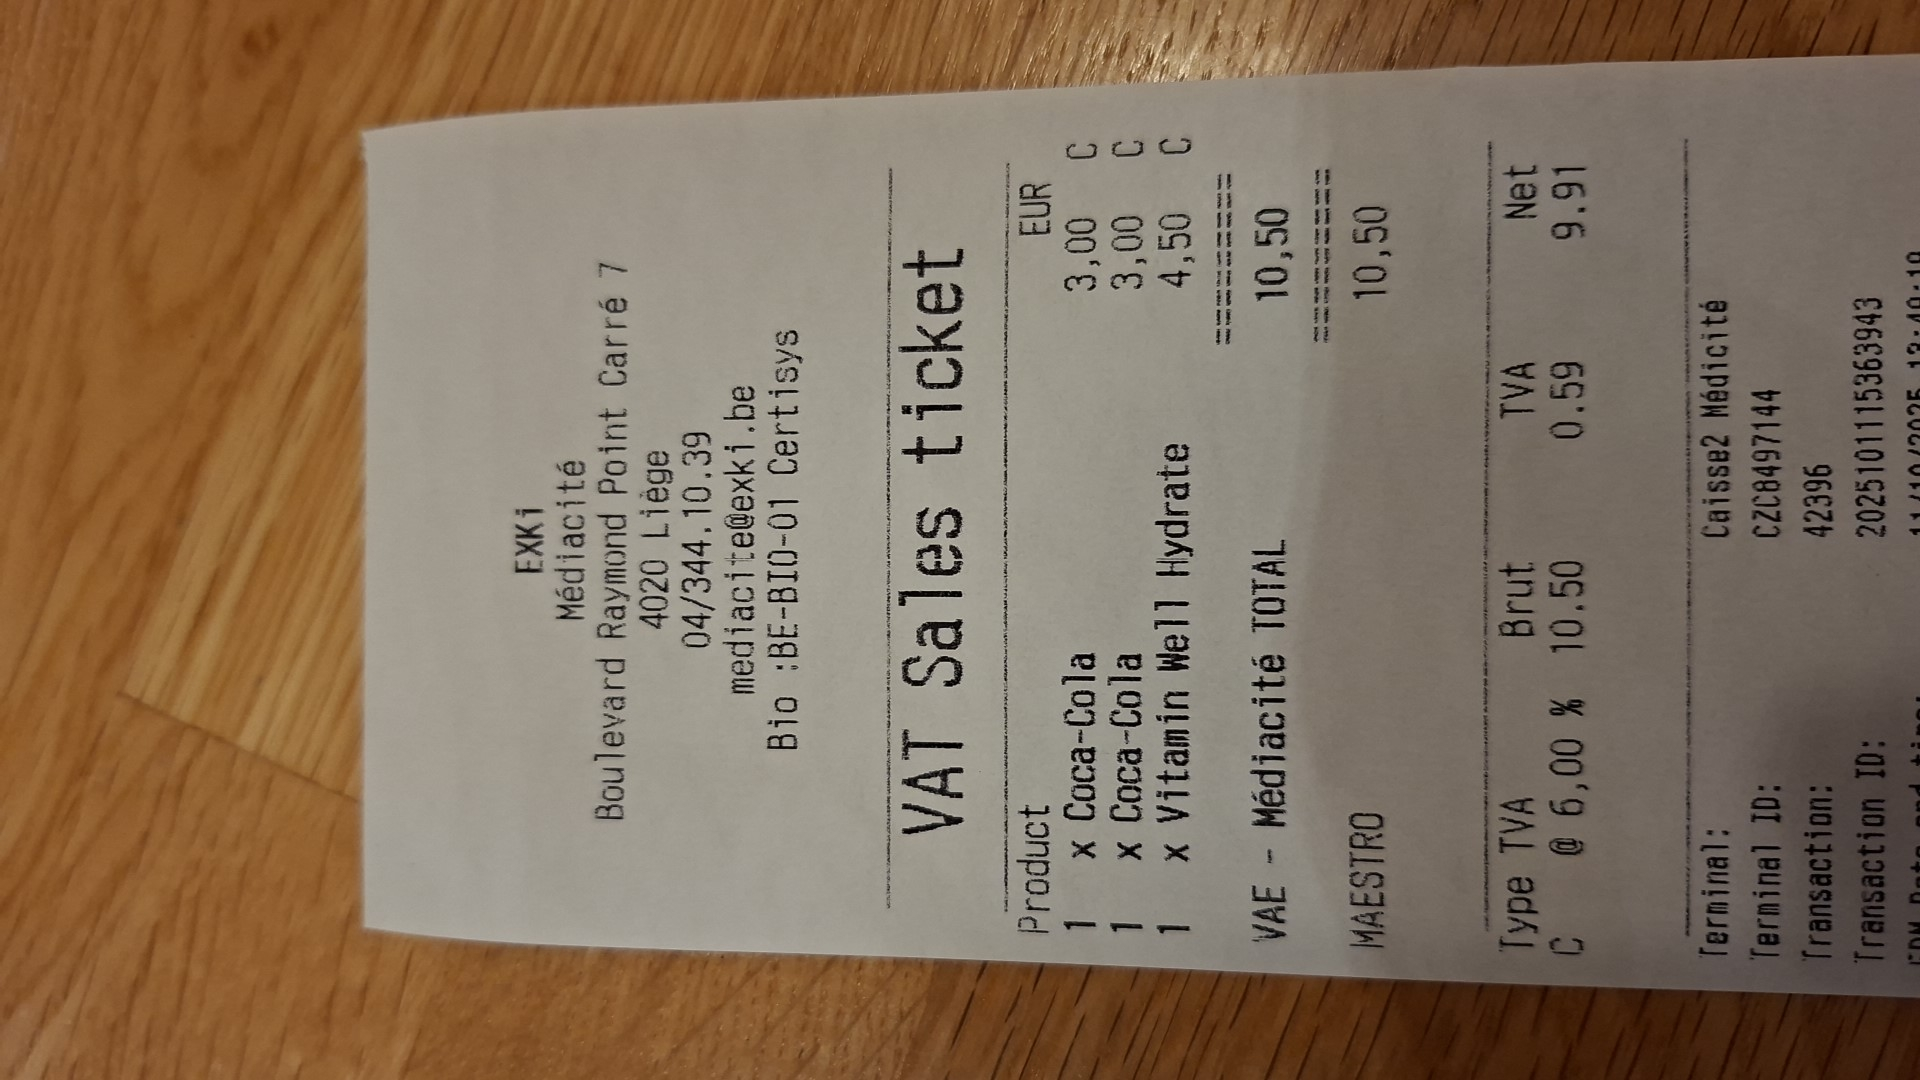 EXKi
Médiacité
Boulevard Raymond Point Carré 7
4020 Liège
04/344.10.39
mediacite@exki.be
Bio :BE-BIO-01 Certisys
VAT Sales ticket
Product EUR
1 x Coca-Cola 3,00 C
1 x Coca-Cola 3,00 C
1 x Vitamin Well Hydrate 4,50 C
=========
VAE - Médiacité TOTAL 10,50
=========
MAESTRO 10,50
Type TVA Brut TVA Net
C @ 6,00 % 10.50 0.59 9.91
Terminal: Caisse2 Médicité
Terminal ID: CZC8497144
Transaction: 42396
Transaction ID: 20251011153639​43